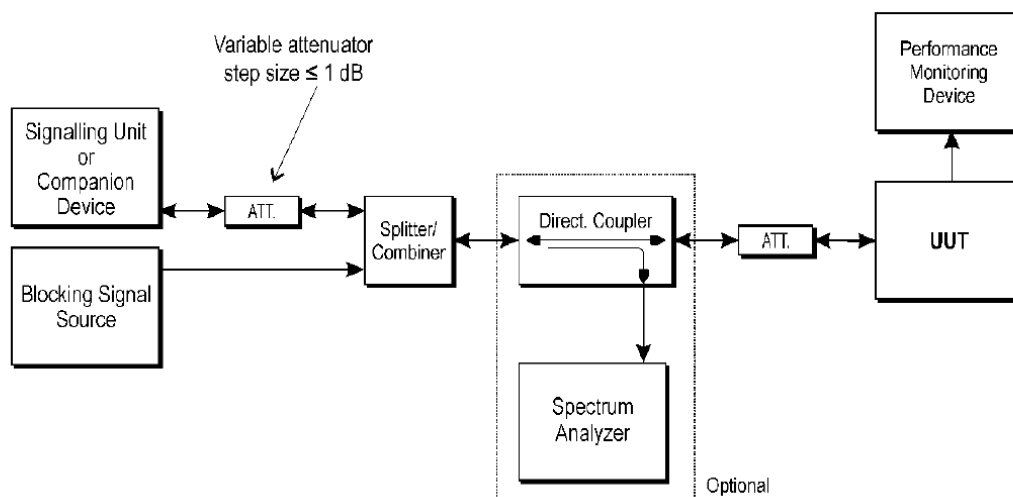 Variable attenuator
step size ≤ 1 dB
Performance
Monitoring
Device
Signalling Unit
or
Companion
Device
ATT.
Splitter/
Combiner
Direct. Coupler
ATT.
UUT
Blocking Signal
Source
Spectrum
Analyzer
Optional